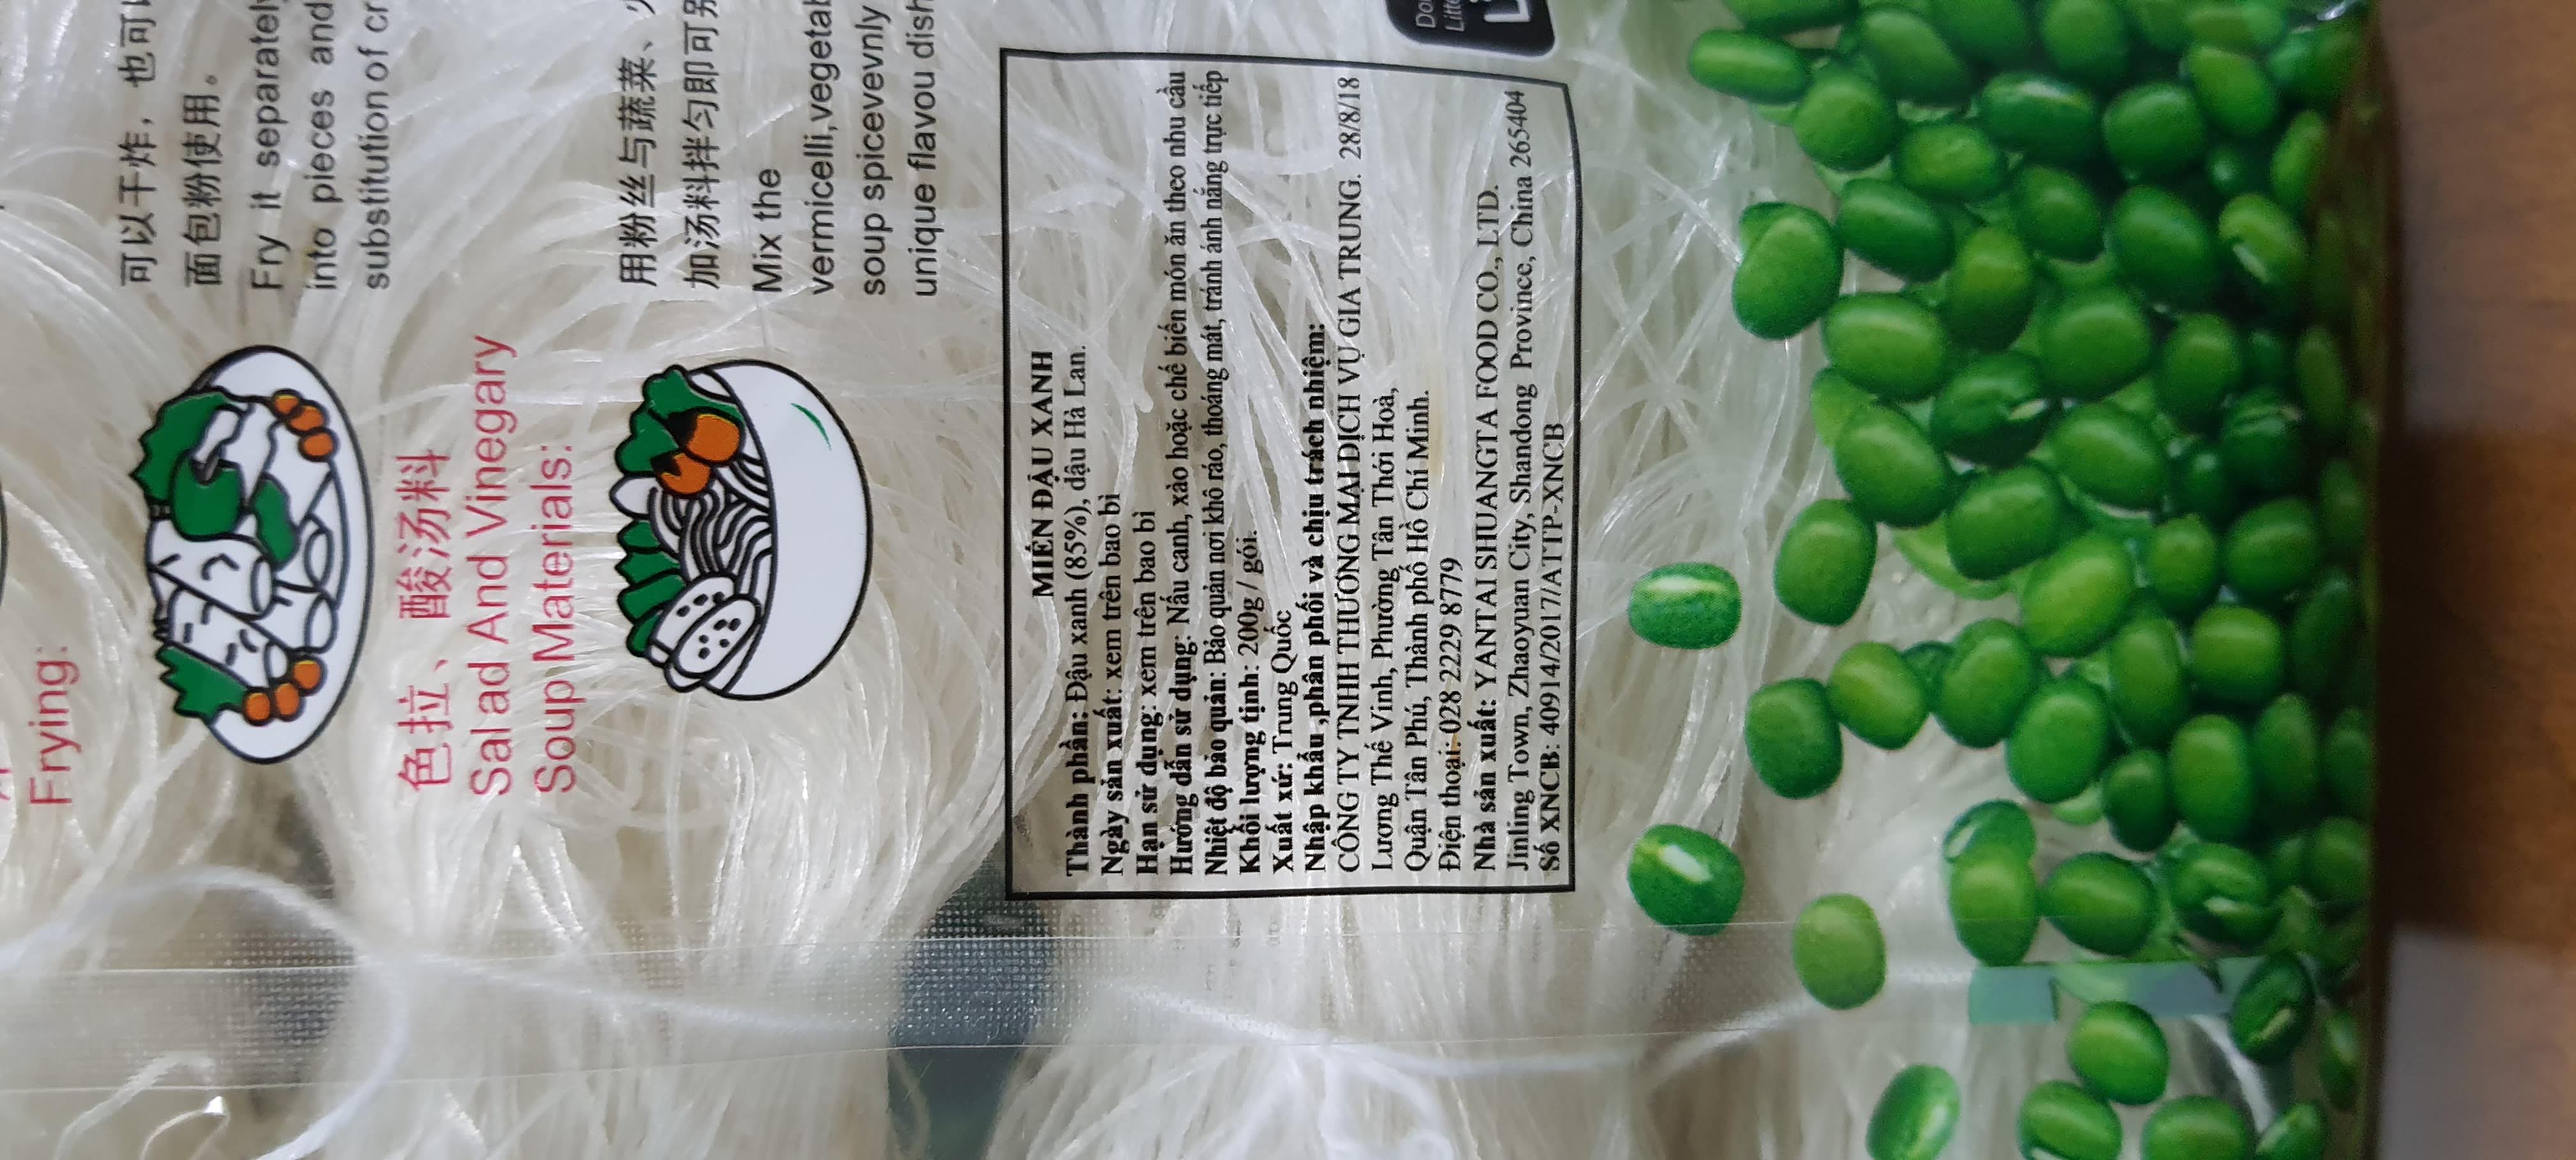 Frying:
可以干炸，也可以
面包粉使用。
Fry it separately
into pieces and
substitution of
色拉、酸汤料
Salad And Vinegary
Soup Materials:
用粉丝与蔬菜、
加汤料拌匀即可
Mix the
vermicelli,vegetab
soup spicevevnly
unique flavou dish
MIẾN ĐẬU XANH
Thành phần: Đậu xanh (85%), dậu Hà Lan.
Ngày sản xuất: xem trên bao bì
Hạn sử dụng: xem trên bao bì
Hướng dẫn sử dụng: Nấu canh, xào hoặc chế biến món ăn theo nhu cầu
Nhiệt độ bảo quản: Bảo quản nơi khô ráo, thoáng mát, tránh ánh nắng trực tiếp
Khối lượng tịnh: 200g / gói.
Xuất xứ: Trung Quốc
Nhập khẩu ,phân phối và chịu trách nhiệm:
CÔNG TY TNHH THƯƠNG MẠI DỊCH VỤ GIA TRUNG. 28/8/18
Lương Thế Vinh, Phường Tân Thới Hoà,
Quận Tân Phú, Thành phố Hồ Chí Minh.
Điện thoại: 028 2229 8779
Nhà sản xuất: YANTAI SHUANGTA FOOD CO., LTD.
Jinling Town, Zhaoyuan City, Shandong Province, China 265404
Số XNCB: 40914/2017/ATTP-XNCB